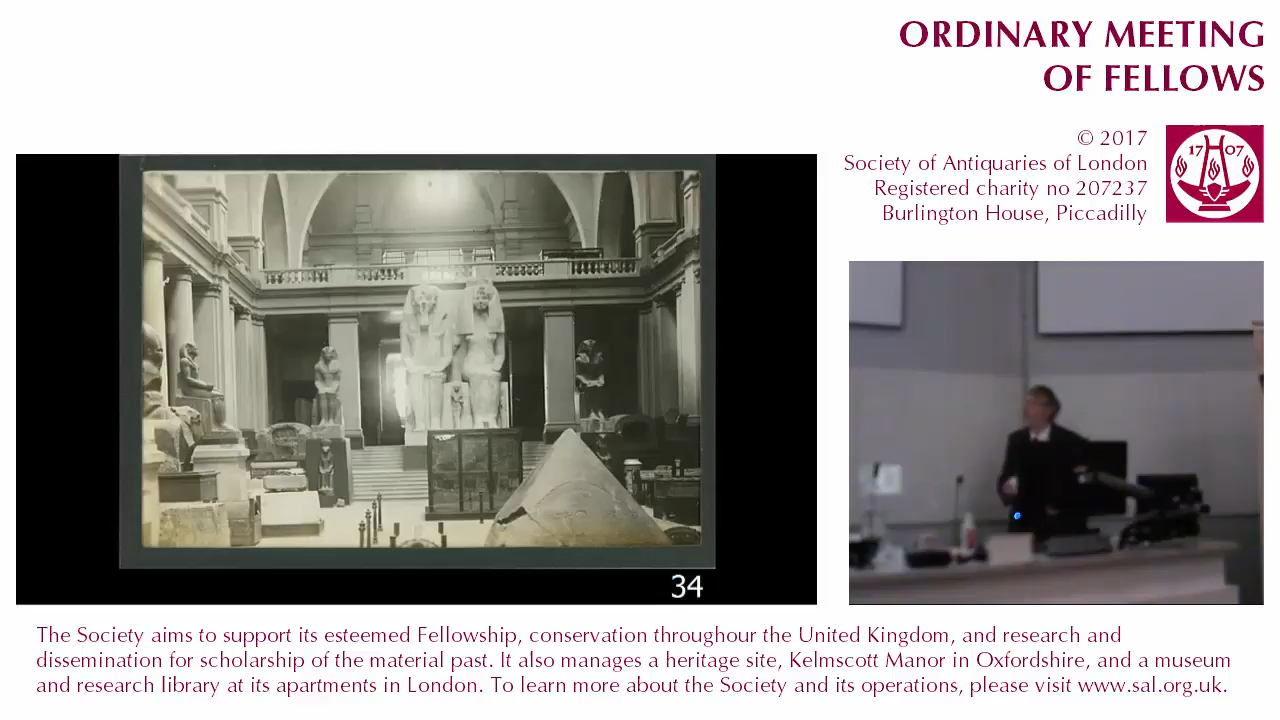 ORDINARY MEETING
OF FELLOWS
© 2017
Society of Antiquaries of London
Registered charity no 207237
Burlington House, Piccadilly
17 07
34
The Society aims to support its esteemed Fellowship, conservation throughour the United Kingdom, and research and
dissemination for scholarship of the material past. It also manages a heritage site, Kelmscott Manor in Oxfordshire, and a museum
and research library at its apartments in London. To learn more about the Society and its operations, please visit www.sal.org.uk.